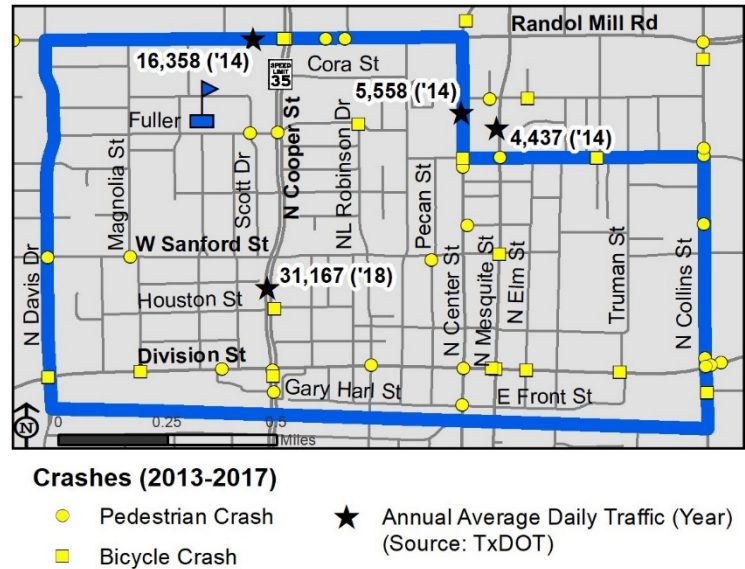 Randol Mill Rd
16,358 ('14)
SPEED
LIMIT
35
Cora St
5,558 ('14)
Fuller
4,437 ('14)
Magnolia St
Scott Dr
N Cooper St
NL Robinson Dr
Pecan St
N Davis Dr
W Sanford St
N Center St
N Mesquite St
N Elm St
Truman St
N Collins St
31,167 ('18)
Houston St
Division St
Gary Harl St
E Front St
N
0 0.25 0.5
Miles
Crashes (2013-2017)
Pedestrian Crash
Bicycle Crash
Annual Average Daily Traffic (Year)
(Source: TxDOT)